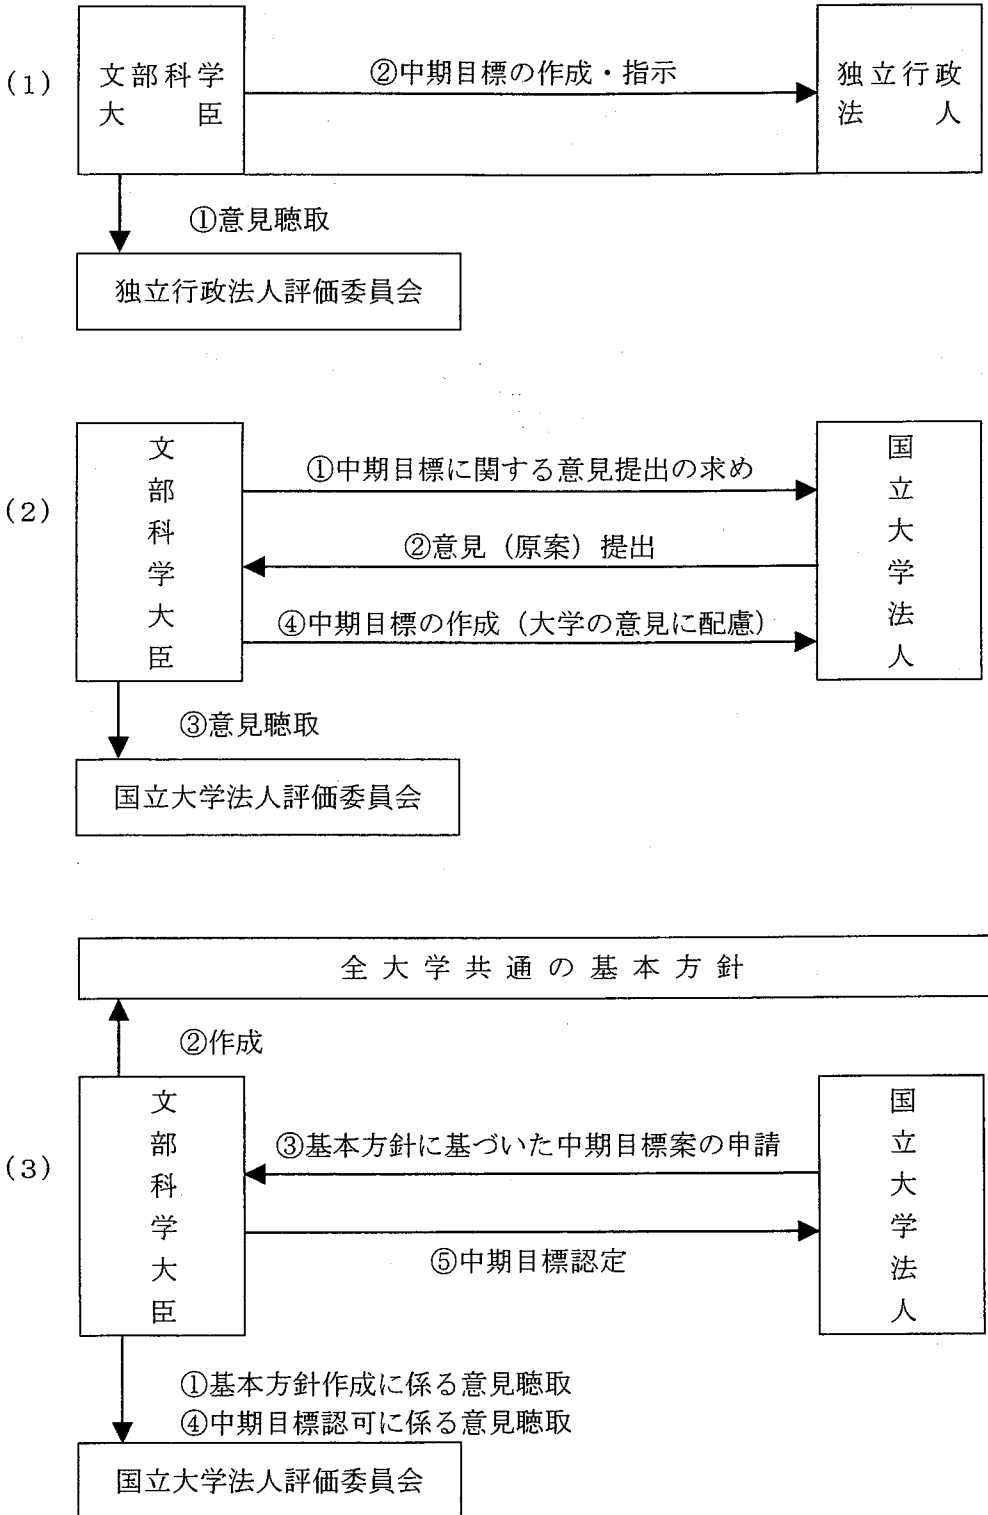 (1)
文部科学
大臣
②中期目標の作成・指示
独立行政
法人
①意見聴取
独立行政法人評価委員会
(2)
文部科学大臣
①中期目標に関する意見提出の求め
②意見（原案）提出
④中期目標の作成（大学の意見に配慮）
国立大学法人
③意見聴取
国立大学法人評価委員会
全大学共通の基本方針
②作成
(3)
文部科学大臣
③基本方針に基づいた中期目標案の申請
⑤中期目標認定
国立大学法人
①基本方針作成に係る意見聴取
④中期目標認可に係る意見聴取
国立大学法人評価委員会